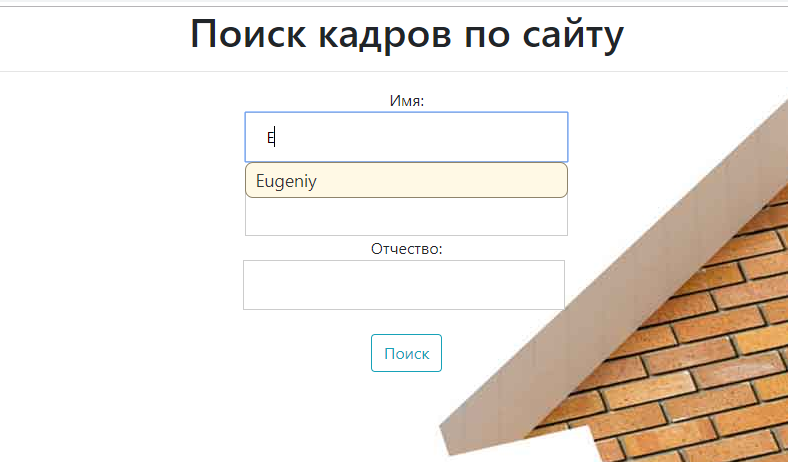 Поиск кадров по сайту
Имя:
E
Eugeniy
Отчество:
Поиск